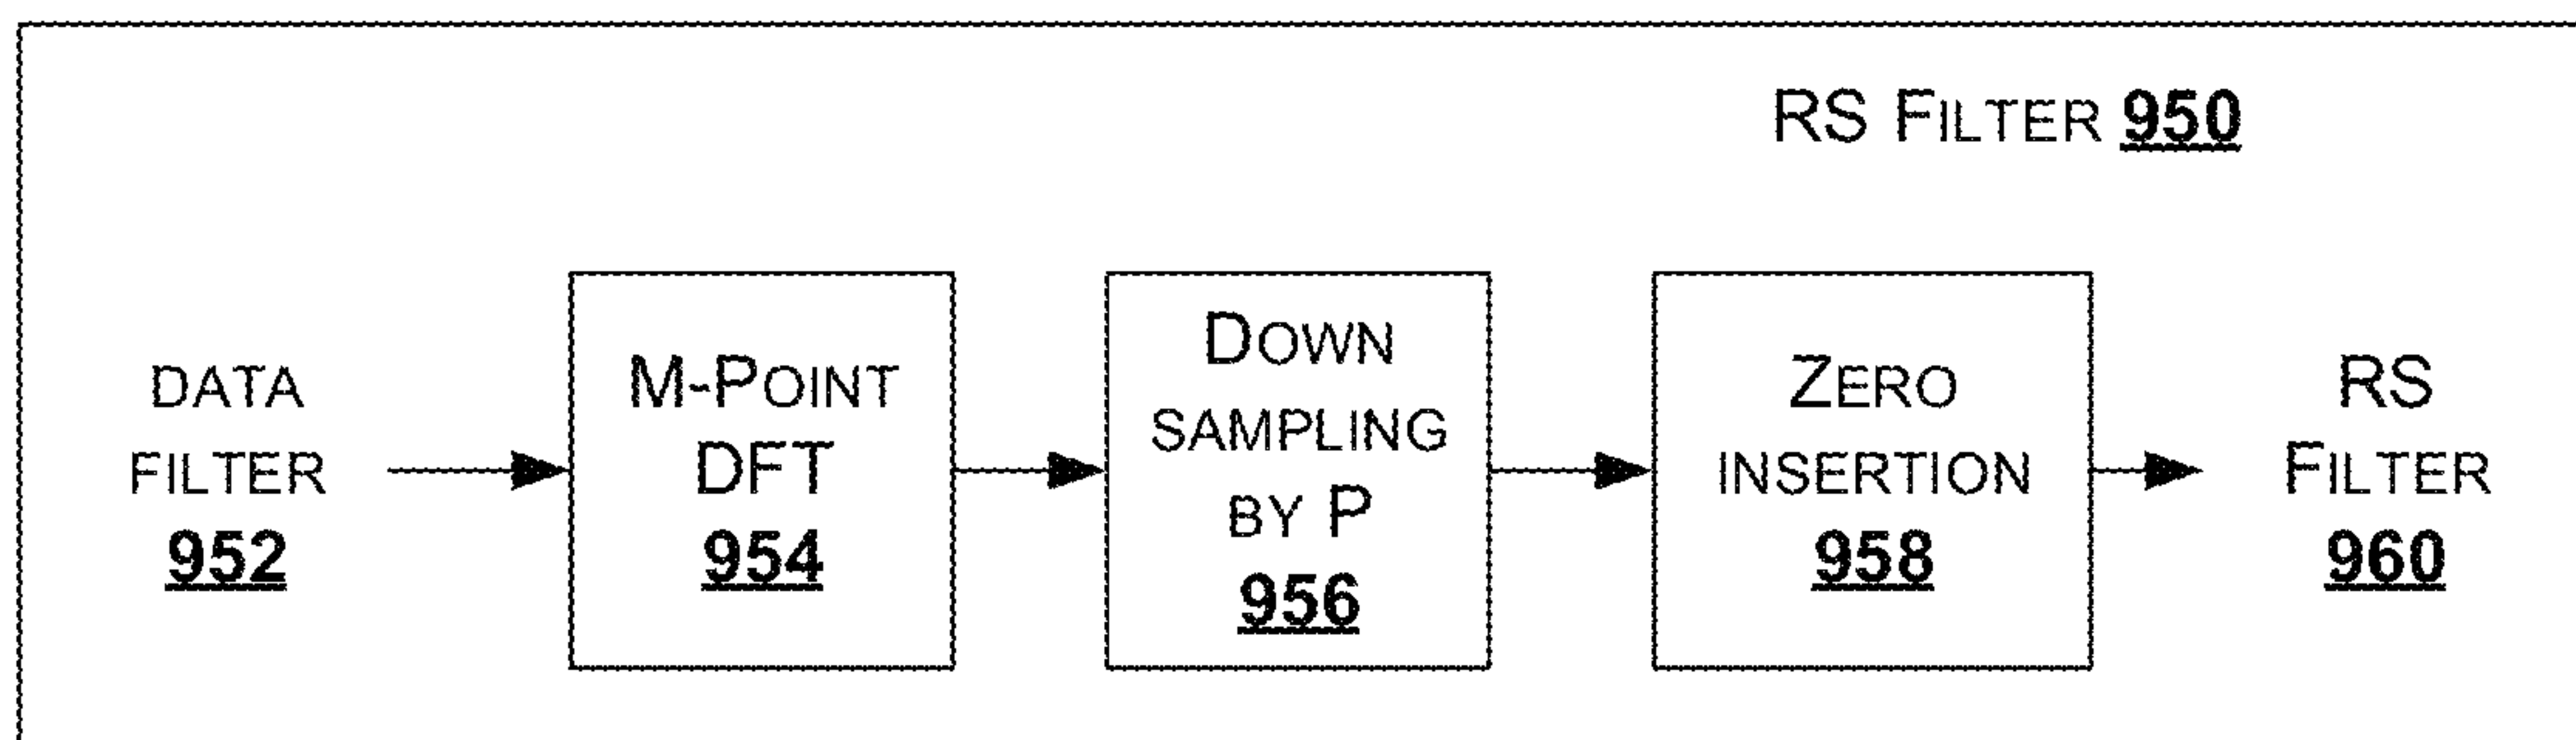 RS FILTER 950
DATA
FILTER
952
M-POINT
DFT
954
DOWN
SAMPLING
BY P
956
ZERO
INSERTION
958
RS
FILTER
960